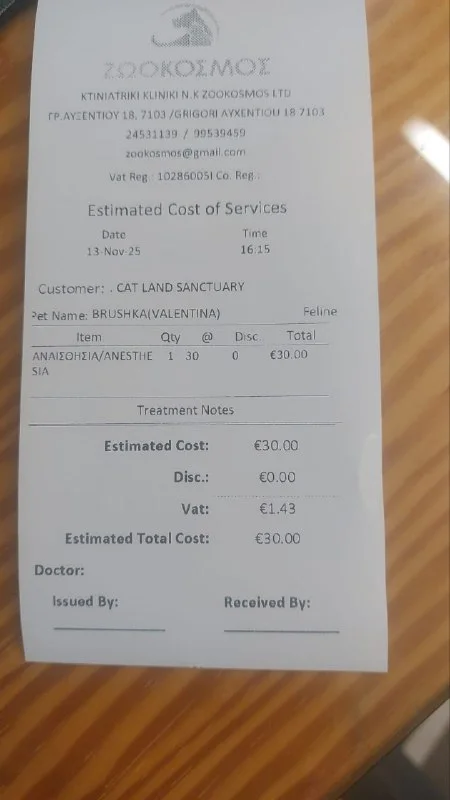 ΖΩΟΚΟΣΜΟΣ
KTINIATRIKI KLINIKI N.K ZOOKOSMOS LTD
ΓΡ.ΑΥΞΕΝΤΙΟΥ 18, 7103 /GRIGORI AYXENTIOU 18 7103
24531139 / 99539459
zookosmos@gmail.com
Vat Reg.: 10286005I Co. Reg.:
Estimated Cost of Services
Date Time
13-Nov-25 16:15
Customer: . CAT LAND SANCTUARY
Pet Name: BRUSHKA(VALENTINA) Feline
Item Qty @ Disc. Total
ΑΝΑΙΣΘΗΣΙΑ/ANESTHE 1 30 0 €30.00
SIA
Treatment Notes
Estimated Cost: €30.00
Disc.: €0.00
Vat: €1.43
Estimated Total Cost: €30.00
Doctor:
Issued By: Received By: